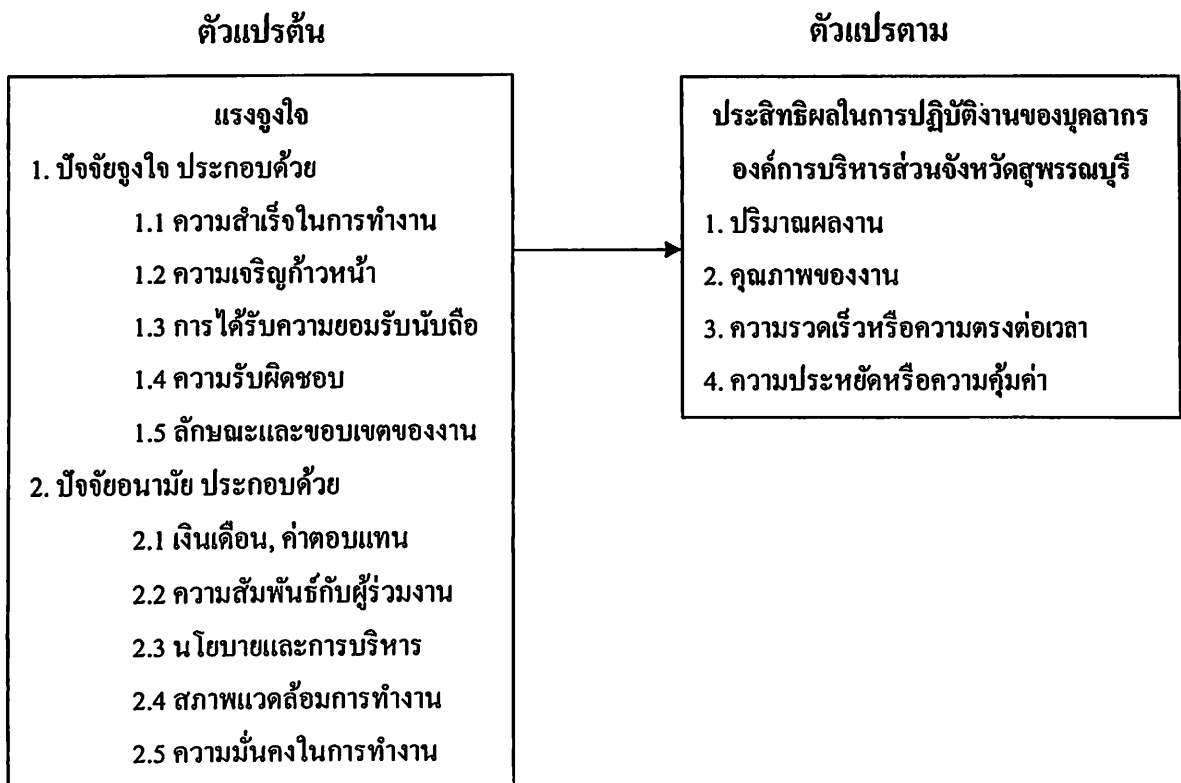 ตัวแปรต้น
แรงจูงใจ
1. ปัจจัยจูงใจ ประกอบด้วย
1.1 ความสำเร็จในการทำงาน
1.2 ความเจริญก้าวหน้า
1.3 การได้รับความยอมรับนับถือ
1.4 ความรับผิดชอบ
1.5 ลักษณะและขอบเขตของงาน
2. ปัจจัยอนามัย ประกอบด้วย
2.1 เงินเดือน, ค่าตอบแทน
2.2 ความสัมพันธ์กับผู้ร่วมงาน
2.3 นโยบายและการบริหาร
2.4 สภาพแวดล้อมการทำงาน
2.5 ความมั่นคงในการทำงาน
ตัวแปรตาม
ประสิทธิผลในการปฏิบัติงานของบุคลากร
องค์การบริหารส่วนจังหวัดสุพรรณบุรี
1. ปริมาณผลงาน
2. คุณภาพของงาน
3. ความรวดเร็วหรือความตรงต่อเวลา
4. ความประหยัดหรือความคุ้มค่า